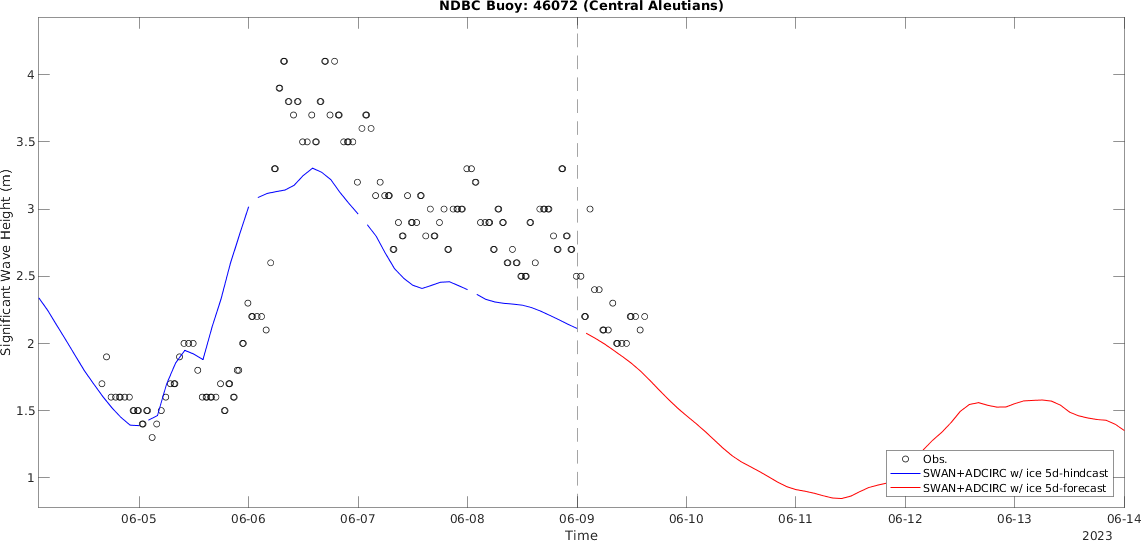 NDBC Buoy: 46072 (Central Aleutians)
Significant Wave Height (m)
4
3.5
3
2.5
2
1.5
1
Obs.
SWAN+ADCIRC w/ ice 5d-hindcast
SWAN+ADCIRC w/ ice 5d-forecast
06-05 06-06 06-07 06-08 06-09 06-10 06-11 06-12 06-13 06-14
Time
2023